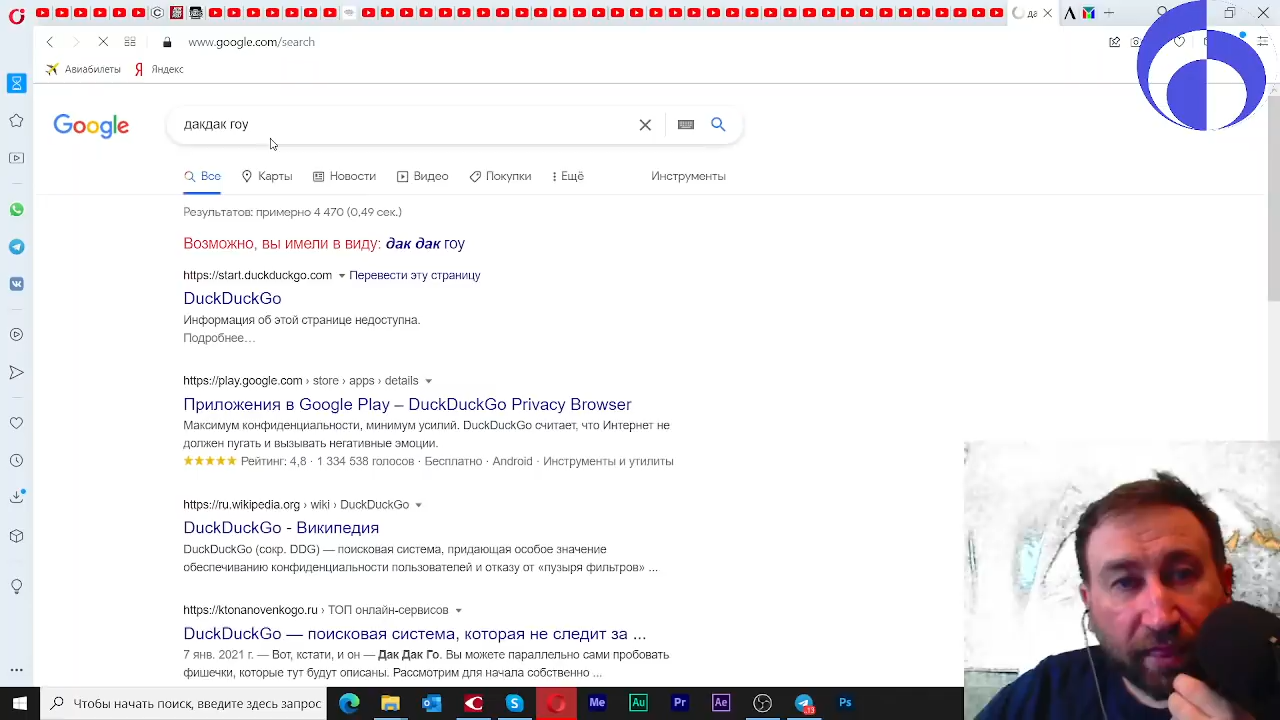 да
www.google.com/search
Авиабилеты
Яндекс
Google
дакдак гоу
Все
Карты
Новости
Видео
Покупки
Ещё
Инструменты
Результатов: примерно 4 470 (0,49 сек.)
Возможно, вы имели в виду: дак дак гоу
https://start.duckduckgo.com Перевести эту страницу
DuckDuckGo
Информация об этой странице недоступна.
Подробнее…
https://play.google.com › store › apps › details
Приложения в Google Play – DuckDuckGo Privacy Browser
Максимум конфиденциальности, минимум усилий. DuckDuckGo считает, что Интернет не
должен пугать и вызывать негативные эмоции.
Рейтинг: 4,8 · 1 334 538 голосов · Бесплатно · Android · Инструменты и утилиты
https://ru.wikipedia.org › wiki › DuckDuckGo
DuckDuckGo - Википедия
DuckDuckGo (сокр. DDG) — поисковая система, придающая особое значение
обеспечиванию конфиденциальности пользователей и отказу от «пузыря фильтров» ...
https://ktonanovenkogo.ru › ТОП онлайн-сервисов
DuckDuckGo — поисковая система, которая не следит за ...
7 янв. 2021 г. — Вот, кстати, и он — Дак Дак Го. Вы можете параллельно сами пробовать
фишечки, которые тут будут описаны. Рассмотрим для начала собственно ...
Чтобы начать поиск, введите здесь запрос
Me
Au
Pr
Ae
13
Ps